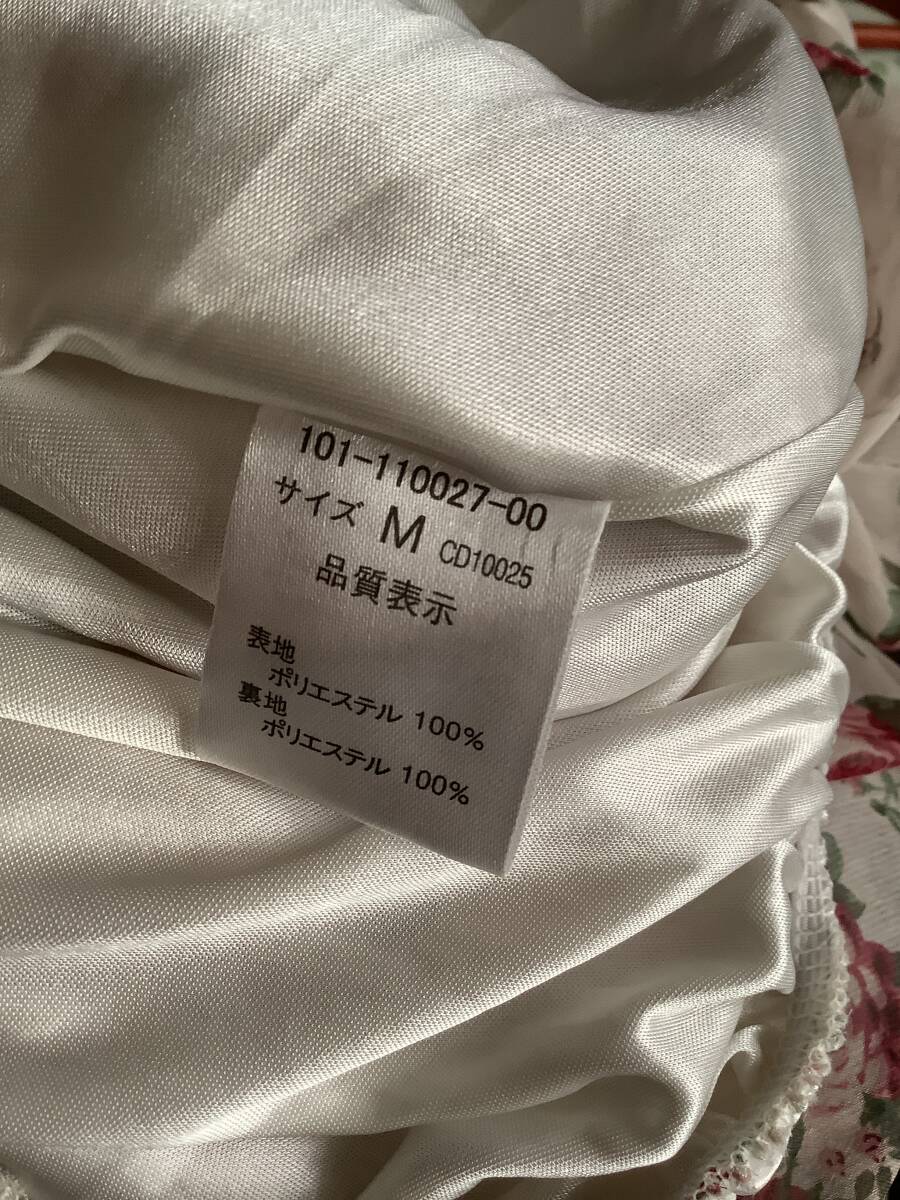 101-110027-00
サイズ M CD10025
品質表示
表地
ポリエステル 100%
裏地
ポリエステル 100%